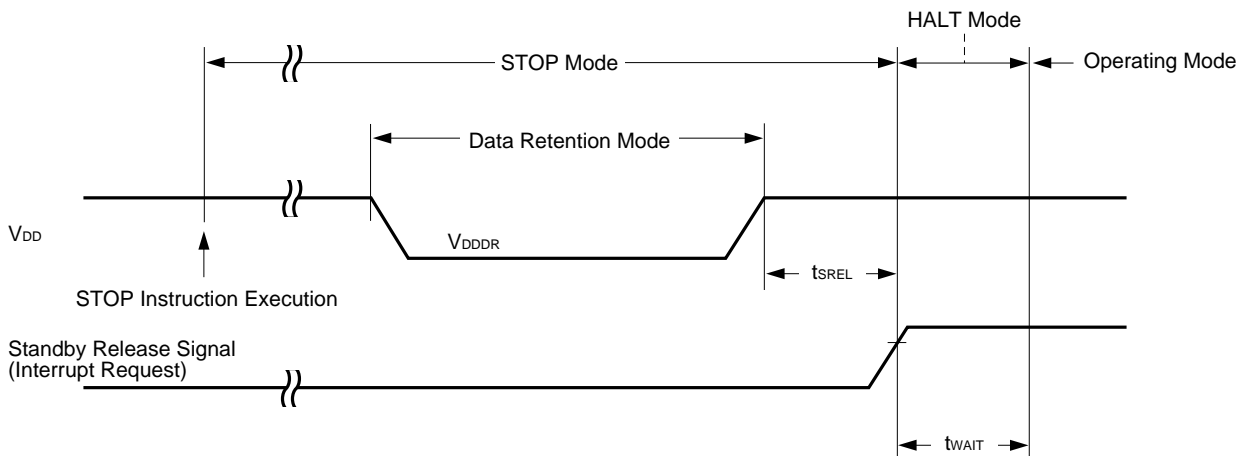 HALT Mode
STOP Mode
Operating Mode
Data Retention Mode
VDD
VDDDR
tSREL
STOP Instruction Execution
Standby Release Signal
(Interrupt Request)
tWAIT